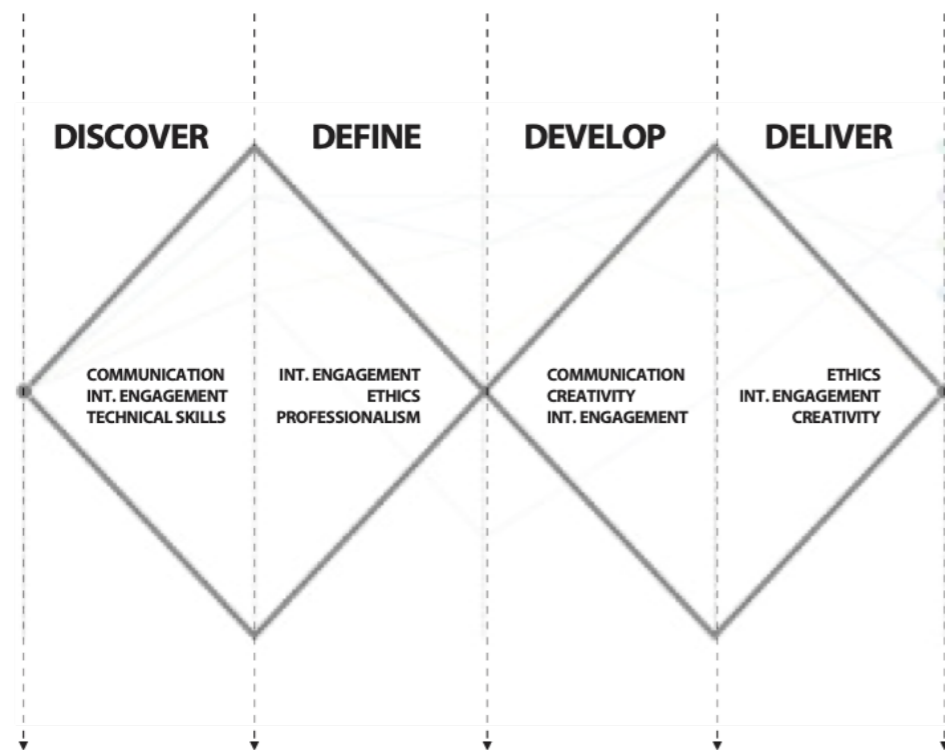 DISCOVER
DEFINE
DEVELOP
DELIVER
COMMUNICATION
INT. ENGAGEMENT
TECHNICAL SKILLS
INT. ENGAGEMENT
ETHICS
PROFESSIONALISM
COMMUNICATION
CREATIVITY
INT. ENGAGEMENT
ETHICS
INT. ENGAGEMENT
CREATIVITY